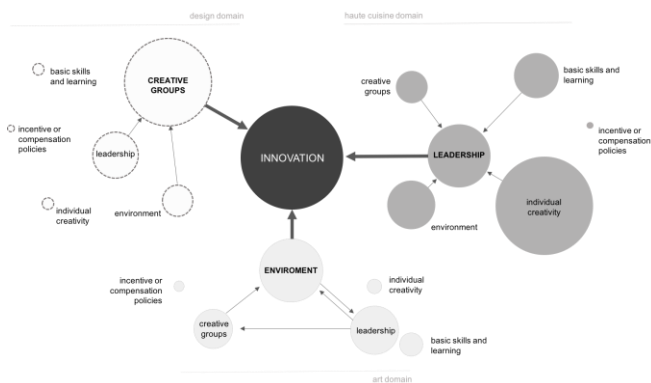 design domain
haute cuisine domain
basic skills
and learning
CREATIVE
GROUPS
incentive or
compensation
policies
leadership
individual
creativity
environment
INNOVATION
creative
groups
basic skills and
learning
LEADERSHIP
incentive or
compensation
policies
individual
creativity
environment
ENVIROMENT
incentive or
compensation
policies
individual
creativity
creative
groups
leadership
basic skills and
learning
art domain